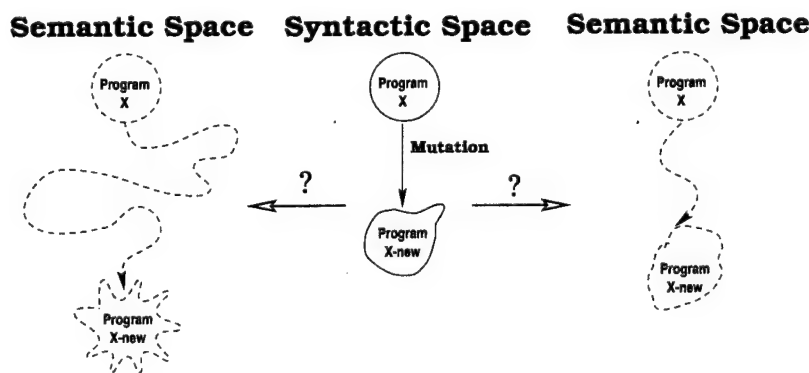 Semantic Space
Syntactic Space
Semantic Space
Program
X
Program
X
Program
X
Mutation
?
?
Program
X-new
Program
X-new
Program
X-new